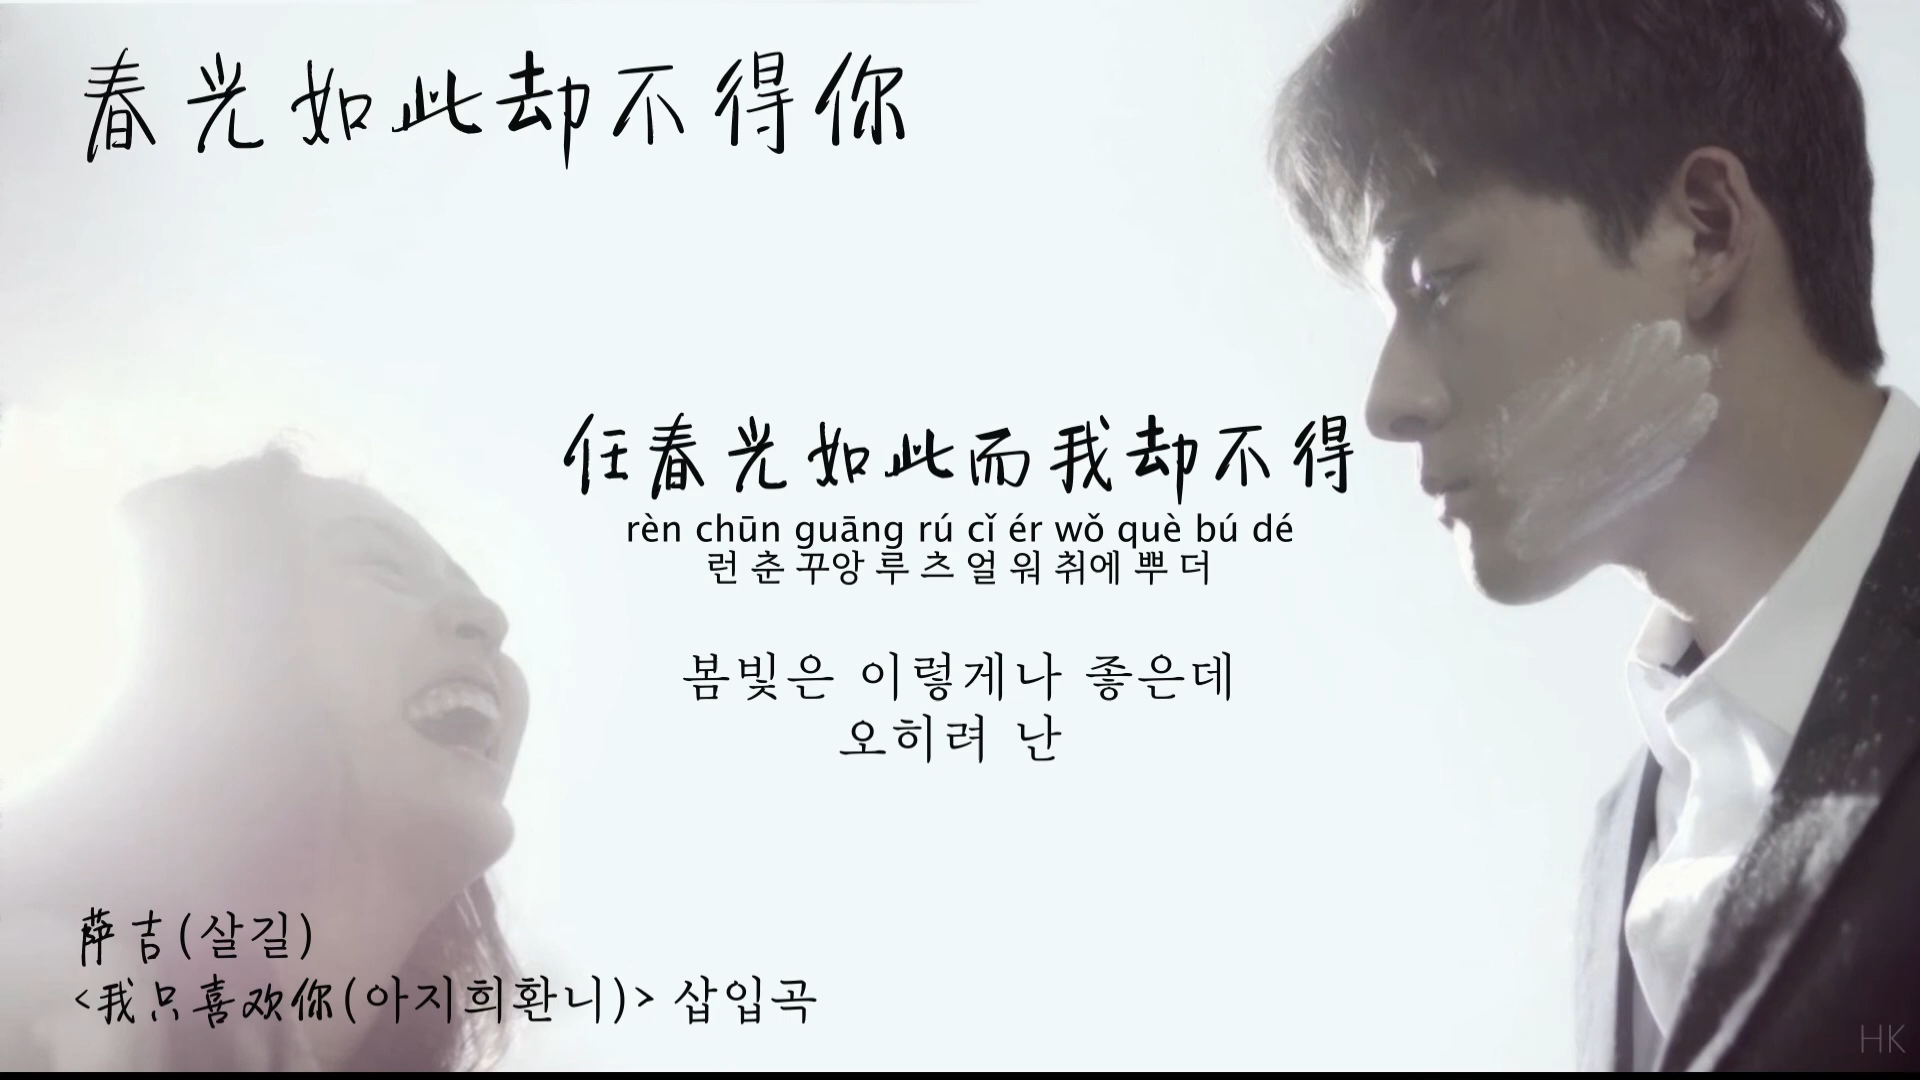 春光如此却不得你
任春光如此而我却不得
rèn chūn guāng rú cǐ ér wǒ què bú dé
런 춘 꾸앙 루 츠 얼 워 취에 뿌 더
봄빛은 이렇게나 좋은데
오히려 난
萨吉(살길)
<我只喜欢你(아지희환니)> 삽입곡
HK